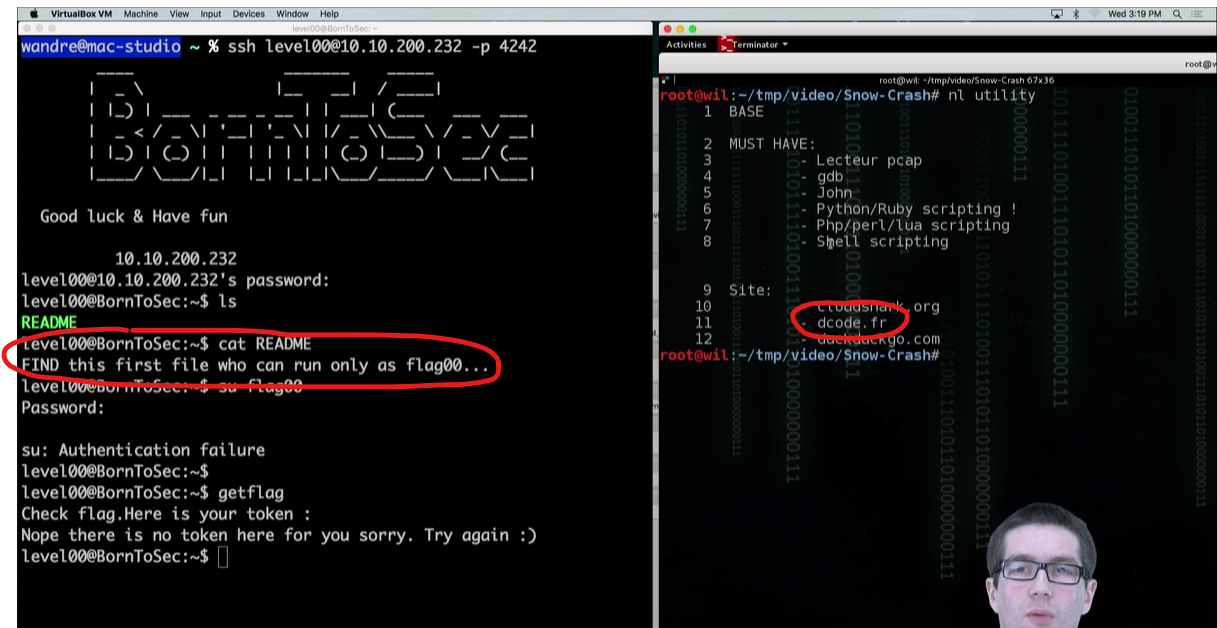 VirtualBox VM Machine View Input Devices Window Help
Wed 3:19 PM
level00@BornToSec: ~
wandre@mac-studio ~ % ssh level00@10.10.200.232 -p 4242
BornToSec
Good luck & Have fun
10.10.200.232
level00@10.10.200.232's password:
level00@BornToSec:~$ ls
README
level00@BornToSec:~$ cat README
FIND this first file who can run only as flag00...
level00@BornToSec:~$ su flag00
Password:
su: Authentication failure
level00@BornToSec:~$
level00@BornToSec:~$ getflag
Check flag.Here is your token :
Nope there is no token here for you sorry. Try again :)
level00@BornToSec:~$
Activities Terminator
root@w
root@wil: ~/tmp/video/Snow-Crash 67x36
root@wil:~/tmp/video/Snow-Crash# nl utility
1 BASE
2 MUST HAVE:
3 - Lecteur pcap
4 - gdb
5 - John
6 - Python/Ruby scripting !
7 - Php/perl/lua scripting
8 - Shell scripting
9 Site:
10 - cloudshark.org
11 - dcode.fr
12 - duckduckgo.com
root@wil:~/tmp/video/Snow-Crash#